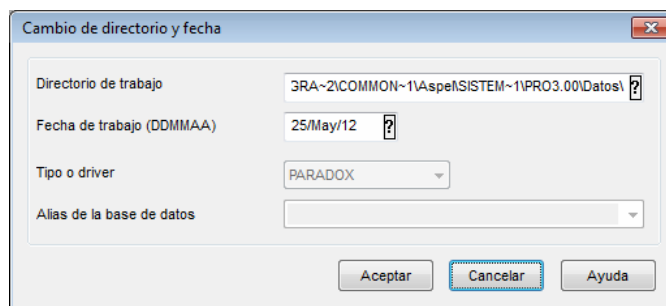 Cambio de directorio y fecha
Directorio de trabajo GRA~2\COMMON~1\Aspel\SISTEM~1\PRO3.00\Datos\ ?
Fecha de trabajo (DDMMAA) 25/May/12 ?
Tipo o driver PARADOX
Alias de la base de datos
Aceptar Cancelar Ayuda